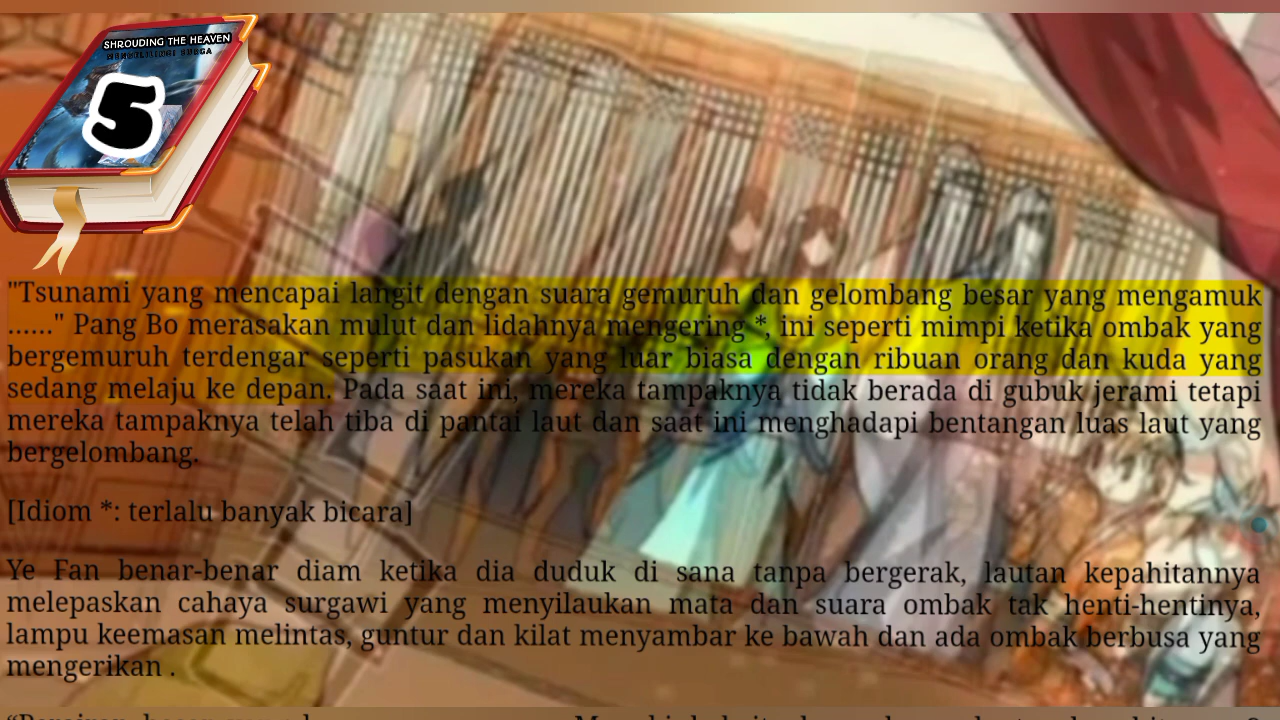 SHROUDING THE HEAVEN
5
"Tsunami yang mencapai langit dengan suara gemuruh dan gelombang besar yang mengamuk
......" Pang Bo merasakan mulut dan lidahnya mengering *, ini seperti mimpi ketika ombak yang
bergemuruh terdengar seperti pasukan yang luar biasa dengan ribuan orang dan kuda yang
sedang melaju ke depan. Pada saat ini, mereka tampaknya tidak berada di gubuk jerami tetapi
mereka tampaknya telah tiba di pantai laut dan saat ini menghadapi bentangan luas laut yang
bergelombang.
[Idiom *: terlalu banyak bicara]
Ye Fan benar-benar diam ketika dia duduk di sana tanpa bergerak, lautan kepahitannya
melepaskan cahaya surgawi yang menyilaukan mata dan suara ombak tak henti-hentinya,
lampu keemasan melintas, guntur dan kilat menyambar ke bawah dan ada ombak berbusa yang
mengerikan .